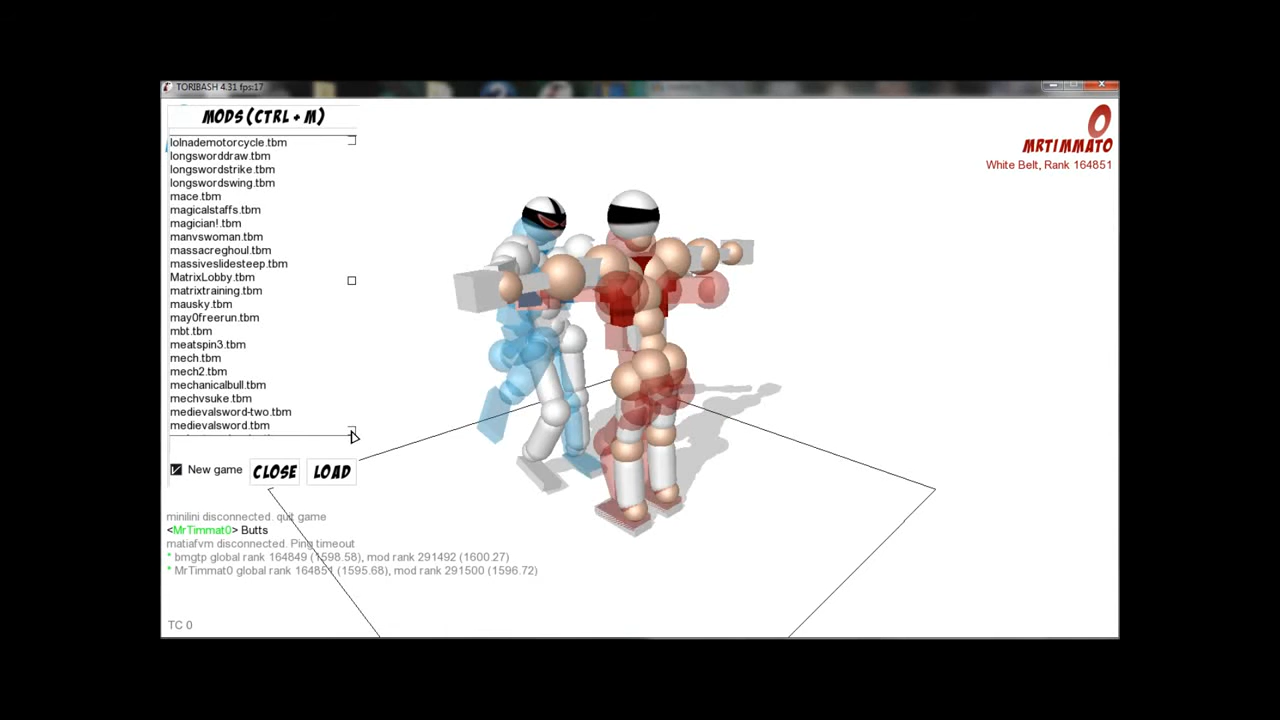 TORIBASH 4.31 fps:17
MODS (CTRL + M)
lolnademotorcycle.tbm
longsworddraw.tbm
longswordstrike.tbm
longswordswing.tbm
mace.tbm
magicalstaffs.tbm
magician!.tbm
manvswoman.tbm
massacreghoul.tbm
massiveslidesteep.tbm
MatrixLobby.tbm
matrixtraining.tbm
mausky.tbm
may0freerun.tbm
mbt.tbm
meatspin3.tbm
mech.tbm
mech2.tbm
mechanicalbull.tbm
mechvsuke.tbm
medievalsword-two.tbm
medievalsword.tbm
New game
CLOSE
LOAD
0
MRTIMMAT0
White Belt, Rank 164851
minilini disconnected. quit game
<MrTimmat0> Butts
matiafvm disconnected. Ping timeout
* bmgtp global rank 164849 (1598.58), mod rank 291492 (1600.27)
* MrTimmat0 global rank 164851 (1595.68), mod rank 291500 (1596.72)
TC 0